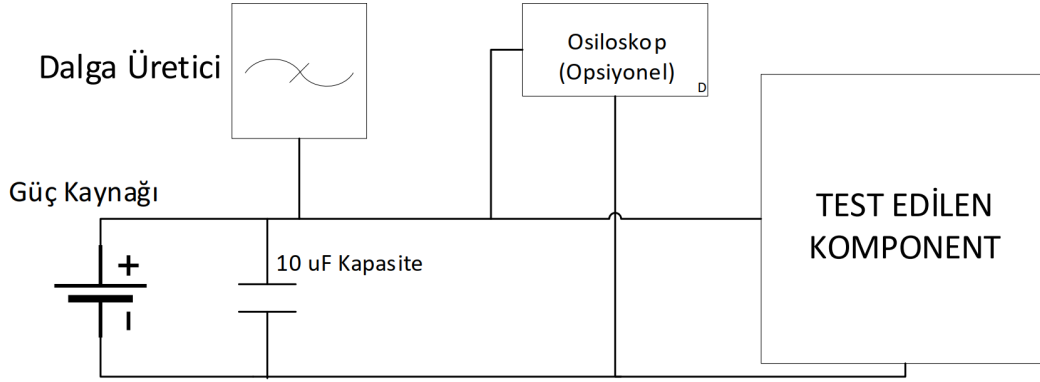 Dalga Üretici
Osiloskop
(Opsiyonel)
D
Güç Kaynağı
+
10 uF Kapasite
–
TEST EDİLEN
KOMPONENT